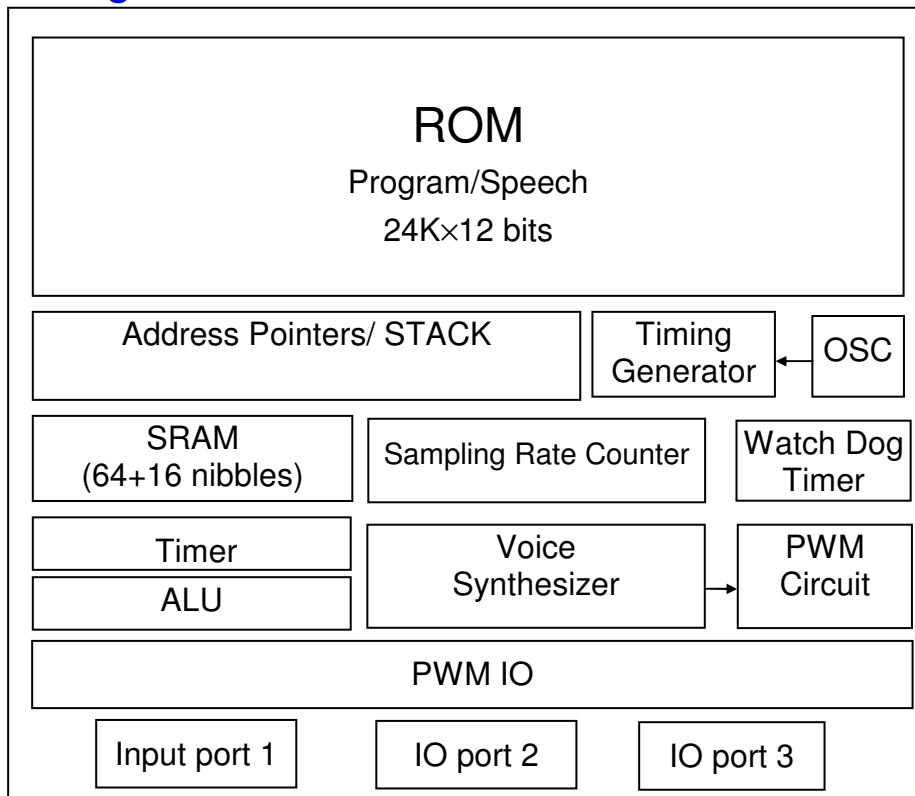 ROM
Program/Speech
24K×12 bits
Address Pointers/ STACK
Timing
Generator
OSC
SRAM
(64+16 nibbles)
Sampling Rate Counter
Watch Dog
Timer
Timer
ALU
Voice
Synthesizer
PWM
Circuit
PWM IO
Input port 1
IO port 2
IO port 3